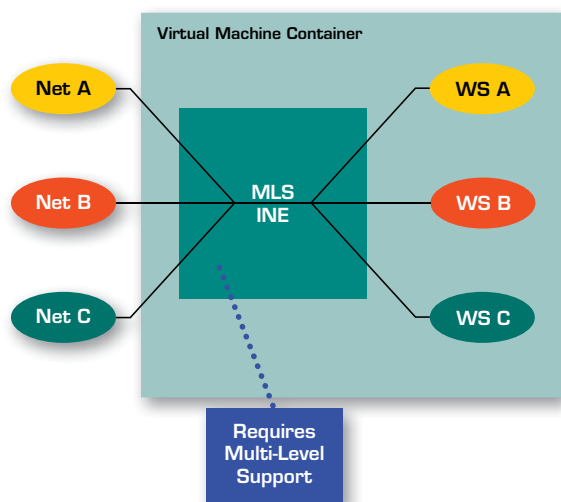 Virtual Machine Container
Net A
WS A
MLS
INE
Net B
WS B
Net C
WS C
Requires
Multi-Level
Support